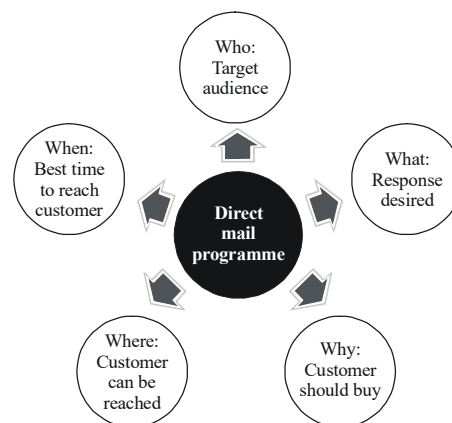 Who:
Target
audience
What:
Response
desired
Why:
Customer
should buy
Where:
Customer
can be
reached
When:
Best time
to reach
customer
Direct
mail
programme